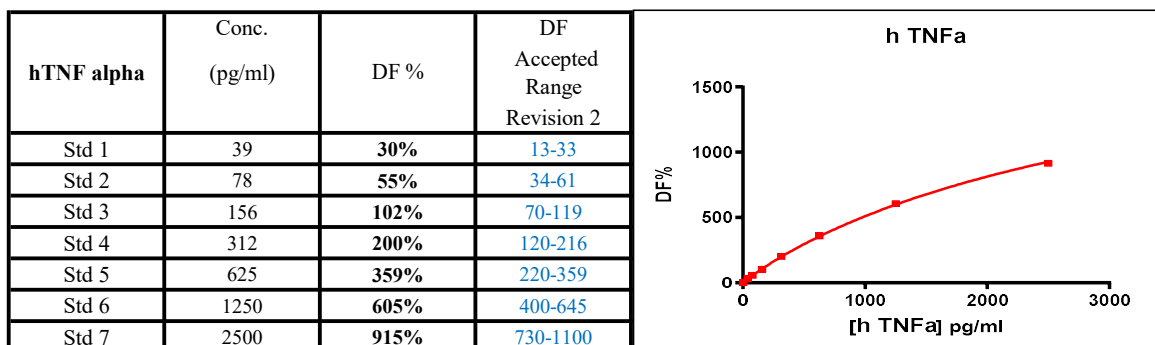 hTNF alpha Conc. (pg/ml) DF % DF Accepted Range Revision 2
Std 1 39 30% 13-33
Std 2 78 55% 34-61
Std 3 156 102% 70-119
Std 4 312 200% 120-216
Std 5 625 359% 220-359
Std 6 1250 605% 400-645
Std 7 2500 915% 730-1100
h TNFa
DF%
1500
1000
500
0
0 1000 2000 3000
[h TNFa] pg/ml